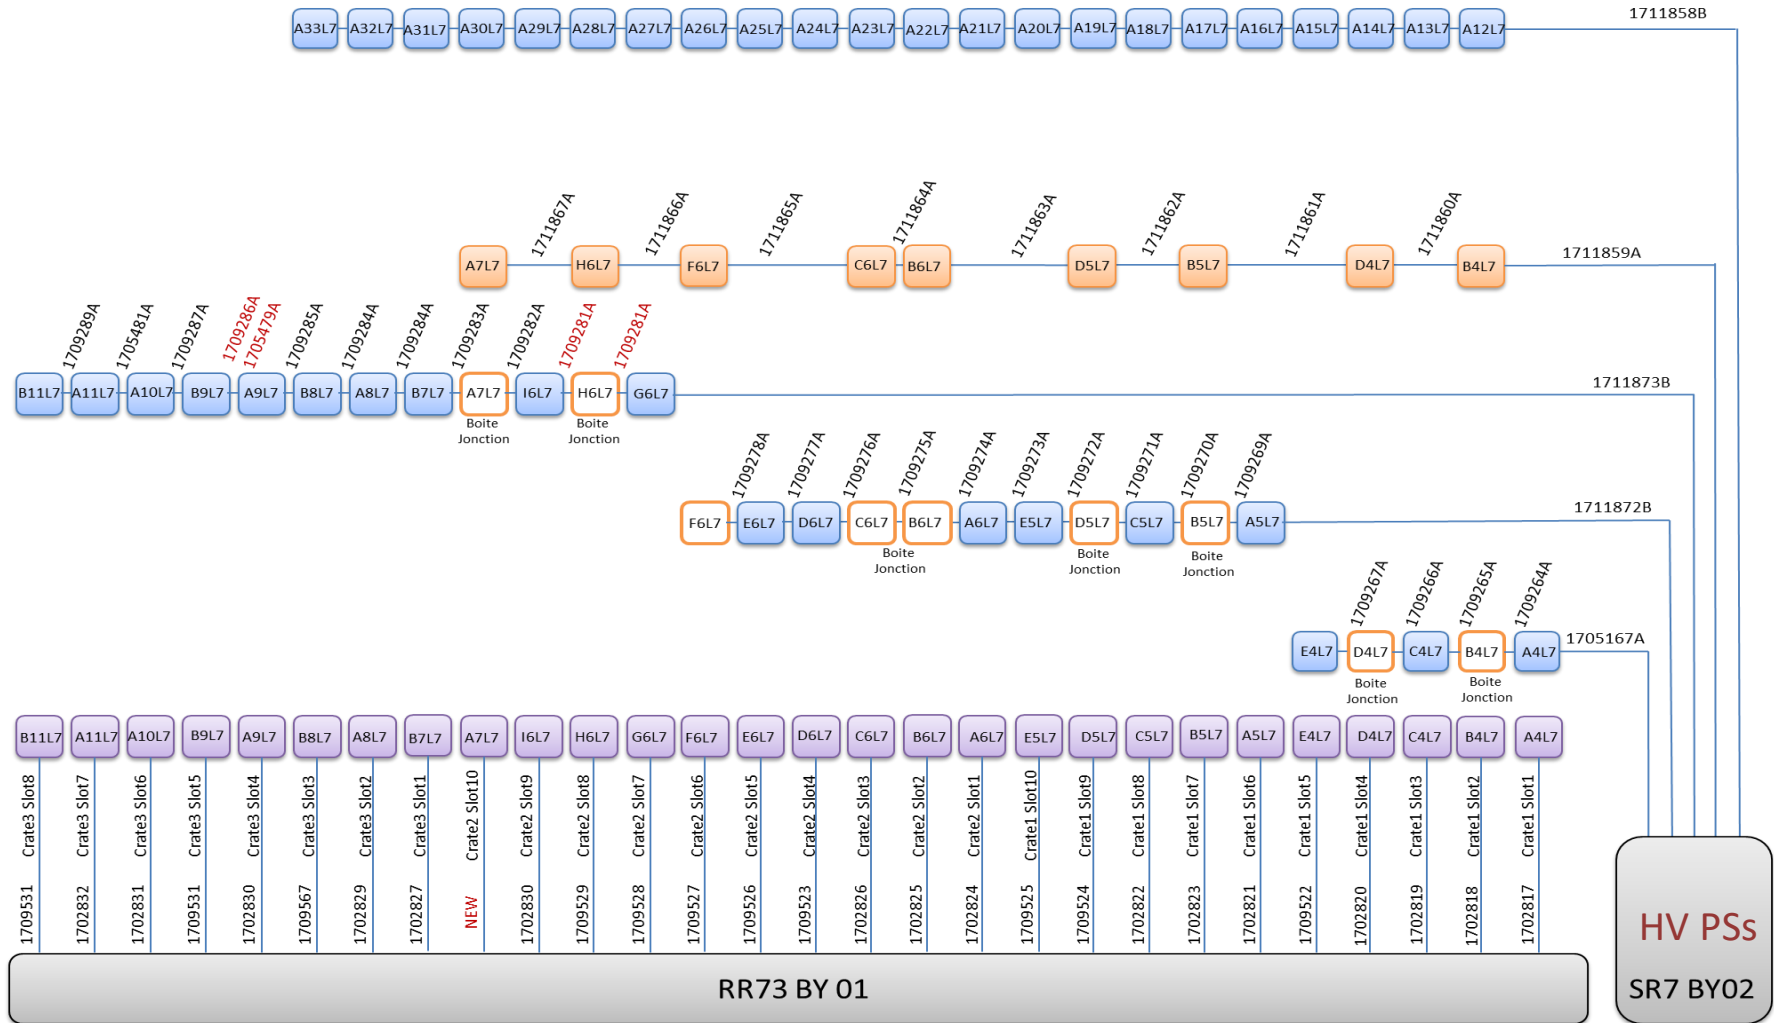 1711858B
A33L7 A32L7 A31L7 A30L7 A29L7 A28L7 A27L7 A26L7 A25L7 A24L7 A23L7 A22L7 A21L7 A20L7 A19L7 A18L7 A17L7 A16L7 A15L7 A14L7 A13L7 A12L7
1711867A 1711866A 1711865A 1711864A 1711863A 1711862A 1711861A 1711860A 1711859A
A7L7 H6L7 F6L7 C6L7 B6L7 D5L7 B5L7 D4L7 B4L7
1709289A 1705481A 1709287A 1709286A 1705479A 1709285A 1709284A 1709284A 1709283A 1709282A 1709281A 1709281A 1711873B
B11L7 A11L7 A10L7 B9L7 A9L7 B8L7 A8L7 B7L7 A7L7 I6L7 H6L7 G6L7
Boite Boite
Jonction Jonction
1709278A 1709277A 1709276A 1709275A 1709274A 1709273A 1709272A 1709271A 1709270A 1709269A 1711872B
F6L7 E6L7 D6L7 C6L7 B6L7 A6L7 E5L7 D5L7 C5L7 B5L7 A5L7
Boite Boite Boite
Jonction Jonction Jonction
1709267A 1709266A 1709265A 1709264A 1705167A
E4L7 D4L7 C4L7 B4L7 A4L7
Boite Boite
Jonction Jonction
B11L7 A11L7 A10L7 B9L7 A9L7 B8L7 A8L7 B7L7 A7L7 I6L7 H6L7 G6L7 F6L7 E6L7 D6L7 C6L7 B6L7 A6L7 E5L7 D5L7 C5L7 B5L7 A5L7 E4L7 D4L7 C4L7 B4L7 A4L7
1709531 Crate3 Slot8
1702832 Crate3 Slot7
1702831 Crate3 Slot6
1709531 Crate3 Slot5
1702830 Crate3 Slot4
1709567 Crate3 Slot3
1702829 Crate3 Slot2
1702827 Crate3 Slot1
NEW Crate2 Slot10
1702830 Crate2 Slot9
1709529 Crate2 Slot8
1709528 Crate2 Slot7
1709527 Crate2 Slot6
1709526 Crate2 Slot5
1709523 Crate2 Slot4
1702826 Crate2 Slot3
1702825 Crate2 Slot2
1702824 Crate2 Slot1
1709525 Crate1 Slot10
1709524 Crate1 Slot9
1702822 Crate1 Slot8
1702823 Crate1 Slot7
1702821 Crate1 Slot6
1709522 Crate1 Slot5
1702820 Crate1 Slot4
1702819 Crate1 Slot3
1702818 Crate1 Slot2
1702817 Crate1 Slot1
RR73 BY 01
HV PSs
SR7 BY02